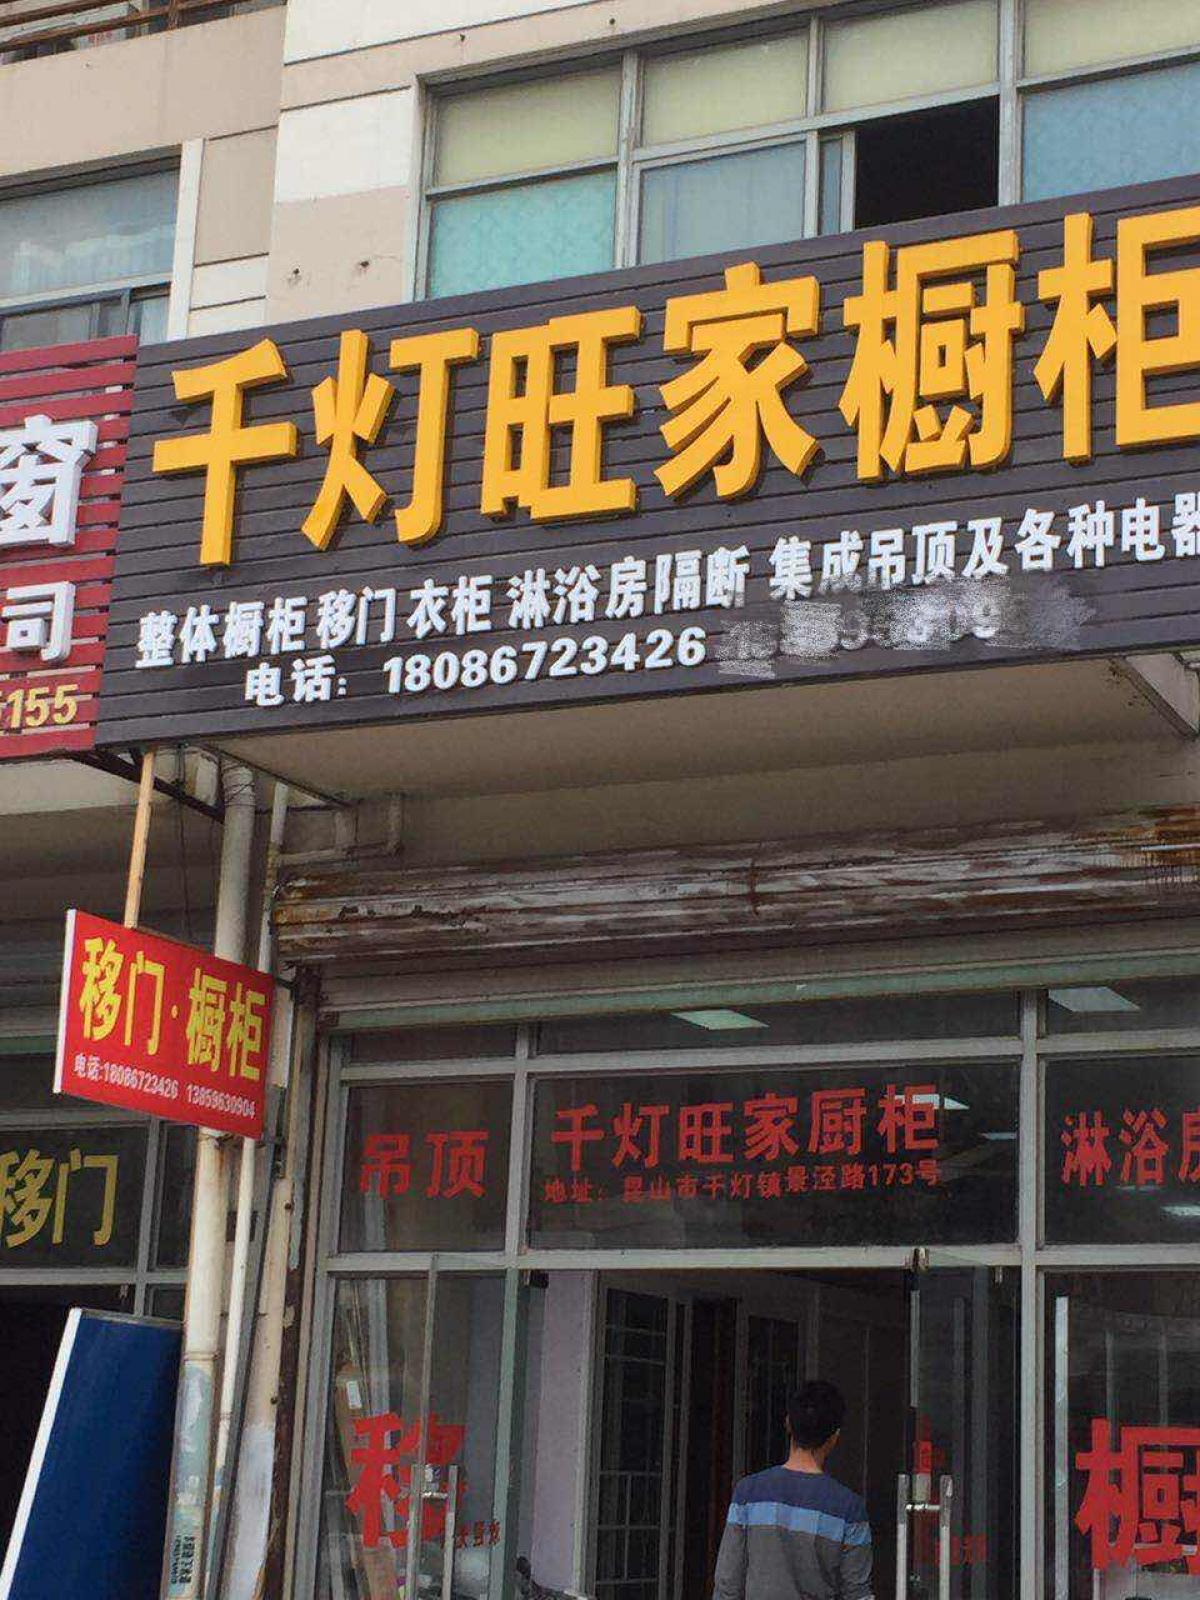 千灯旺家橱柜
整体橱柜 移门 衣柜 淋浴房隔断 集成吊顶及各种电器
电话: 18086723426
窗
司
155
移门·橱柜
电话:18086723426 13859630904
移门
吊顶
千灯旺家厨柜
地址: 昆山市千灯镇景泾路173号
淋浴房
移
橱